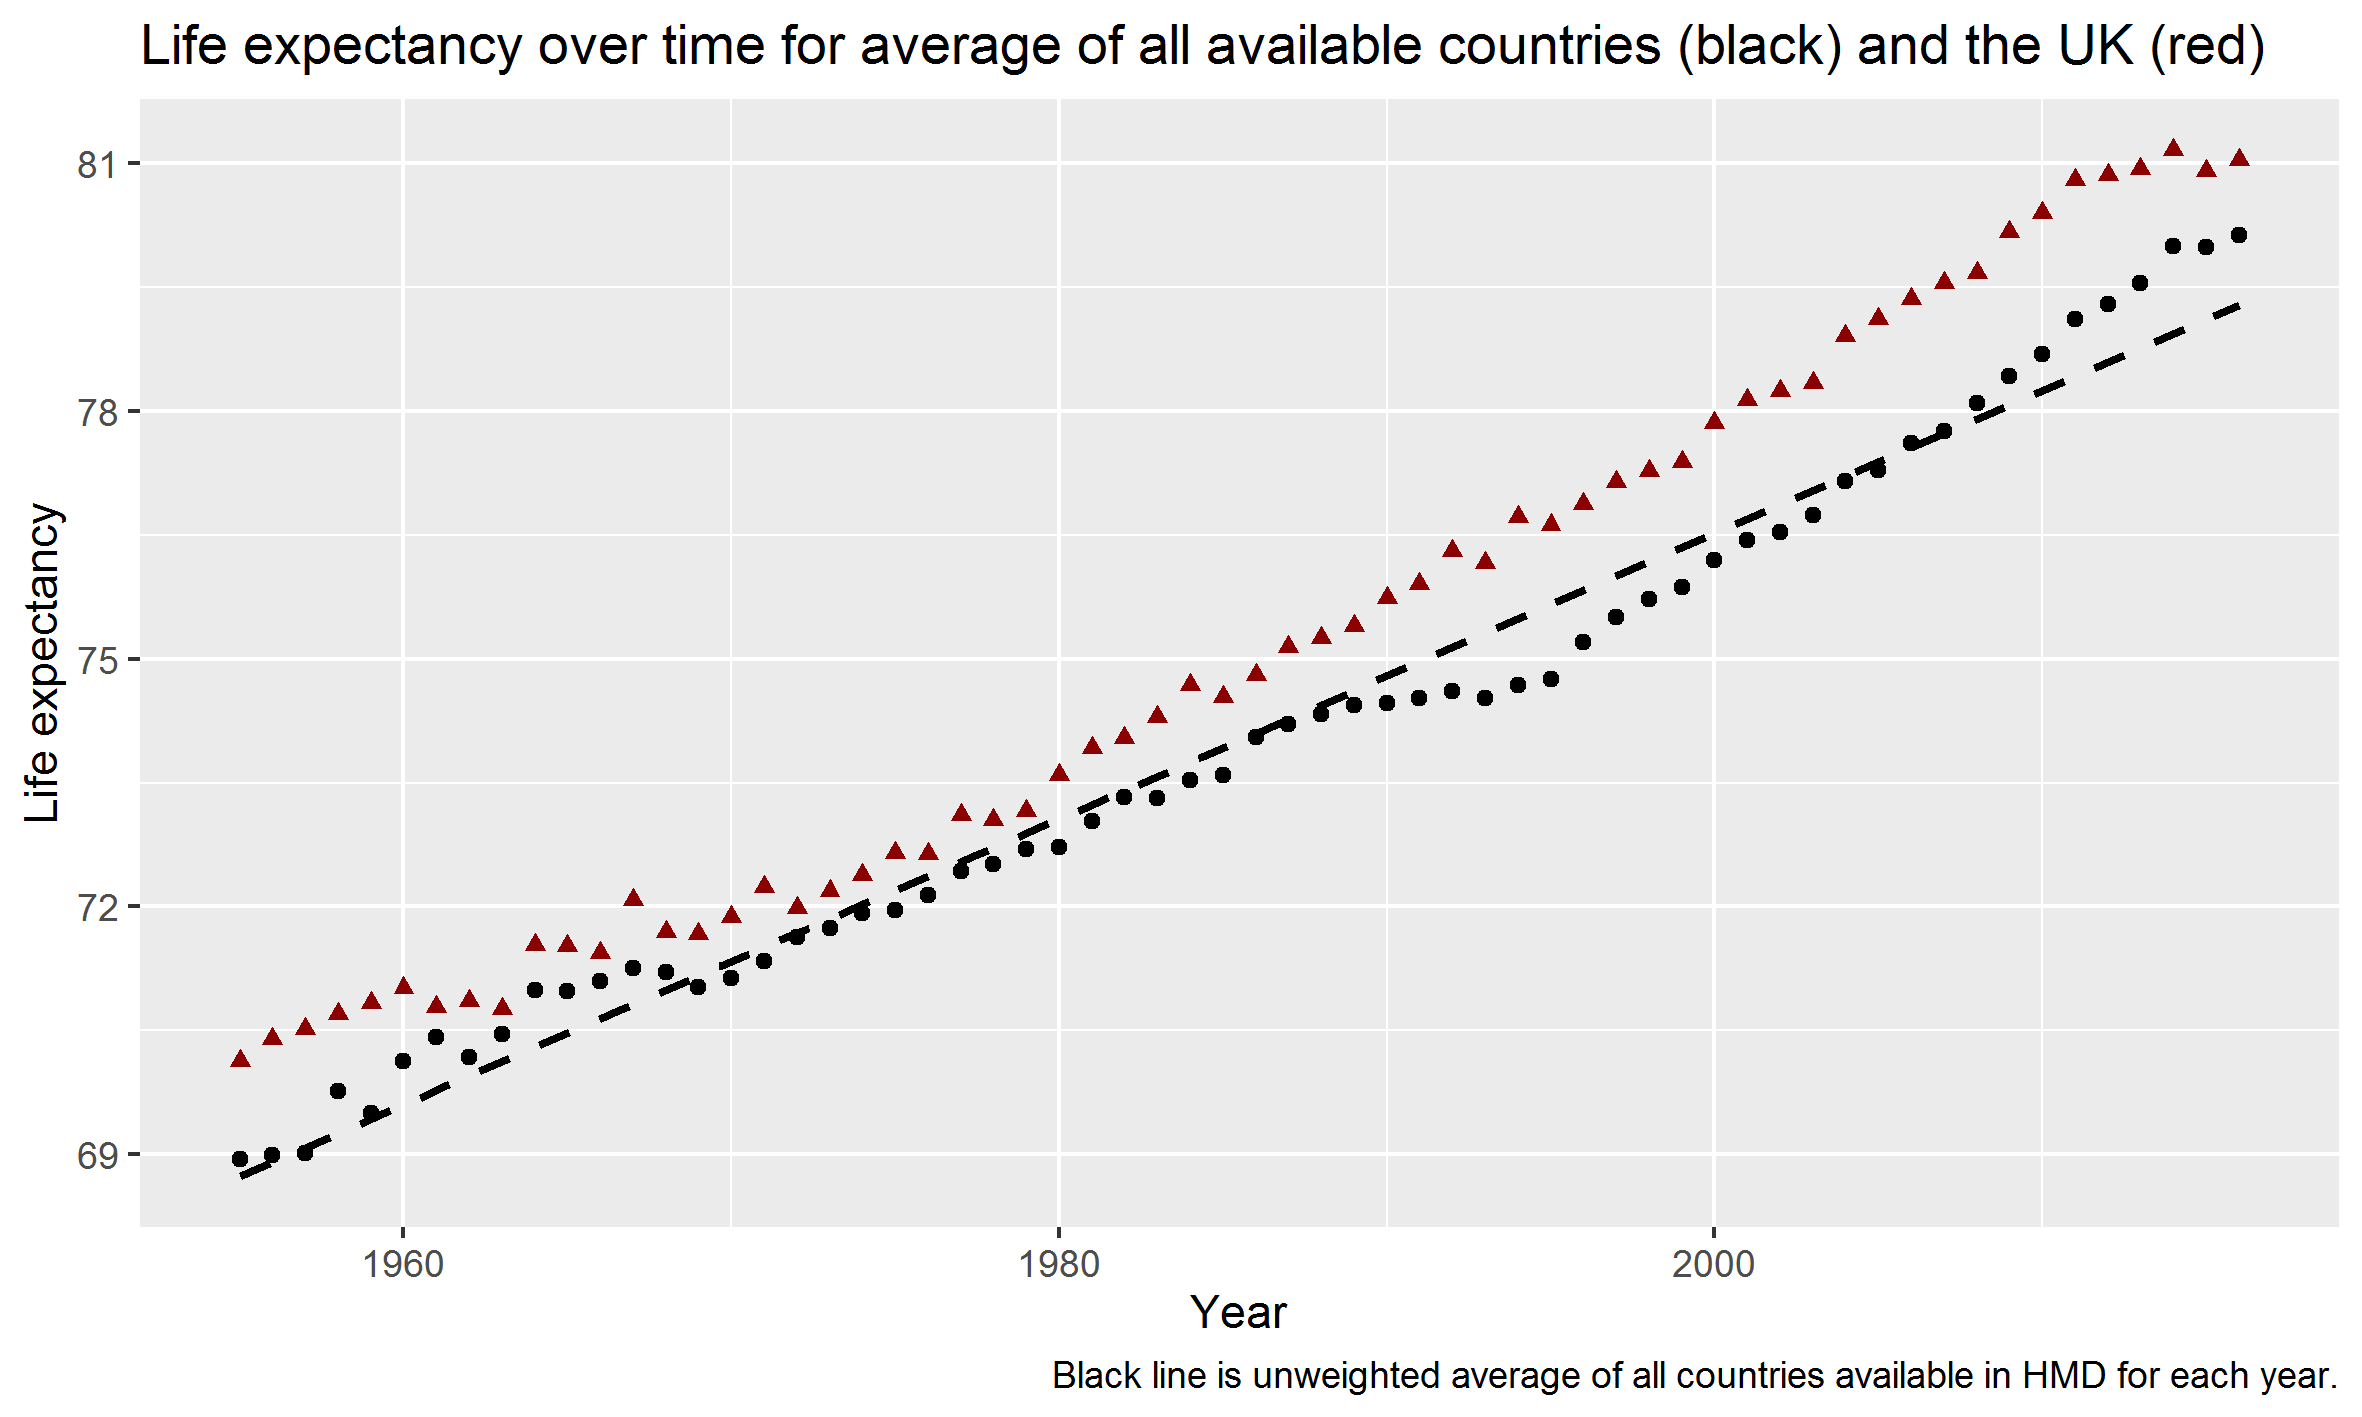 Life expectancy over time for average of all available countries (black) and the UK (red)
81
78
75
72
69
Life expectancy
1960
1980
2000
Year
Black line is unweighted average of all countries available in HMD for each year.